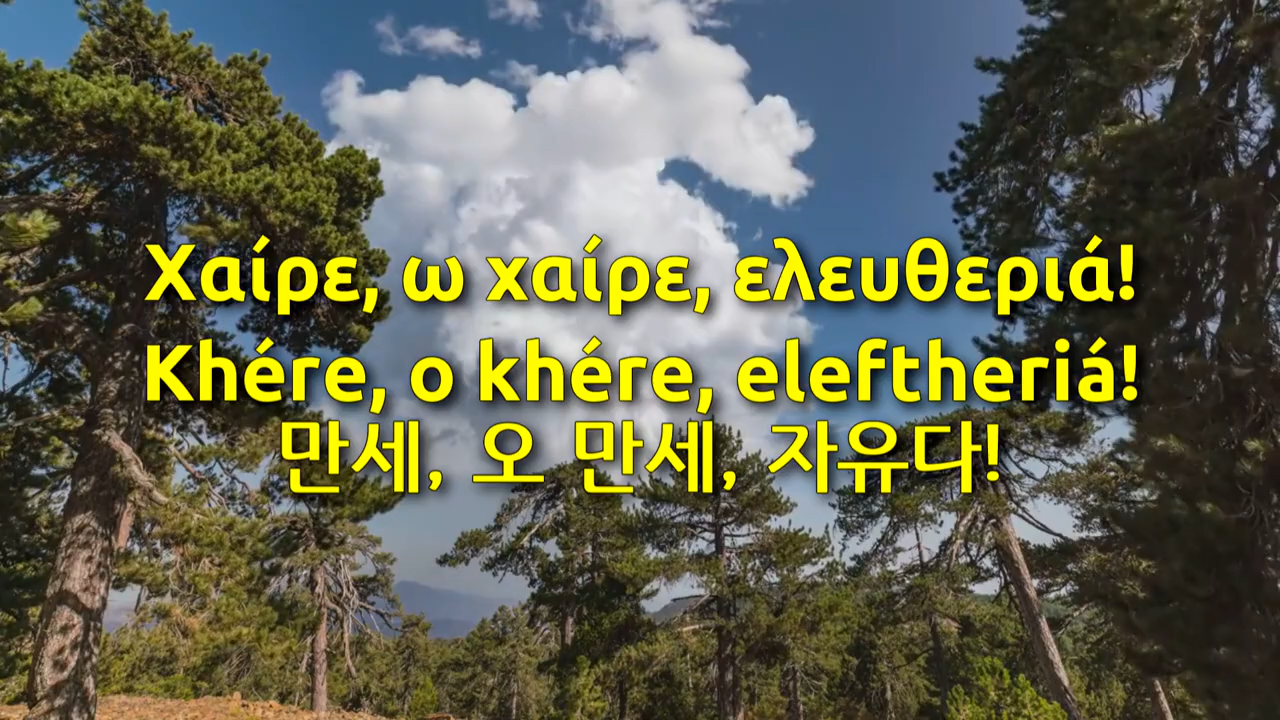 Χαίρε, ω χαίρε, ελευθεριά!
Khére, o khére, eleftheriá!
만세, 오 만세, 자유다!